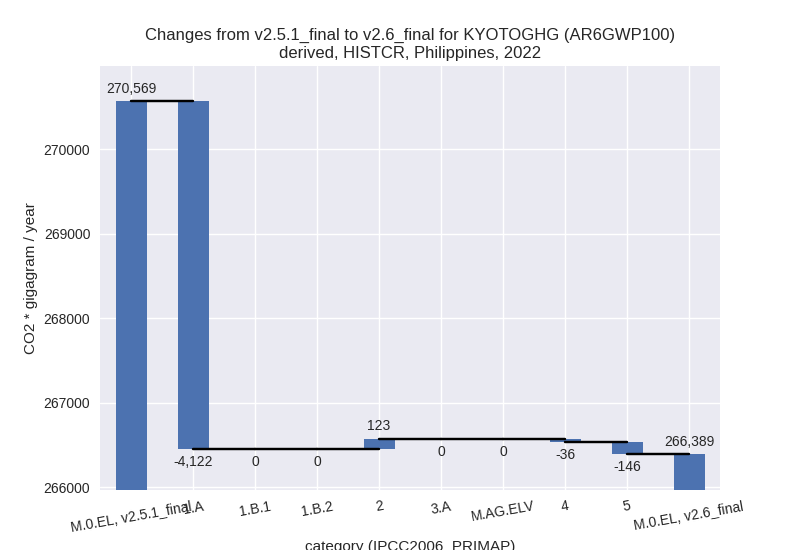 Changes from v2.5.1_final to v2.6_final for KYOTOGHG (AR6GWP100)
derived, HISTCR, Philippines, 2022
270,569
270000
269000
268000
267000
266000
CO2 * gigagram / year
-4,122
0
0
123
0
0
-36
-146
266,389
M.0.EL, v2.5.1_final
1.A
1.B.1
1.B.2
2
3.A
M.AG.ELV
4
5
M.0.EL, v2.6_final
category (IPCC2006_PRIMAP)